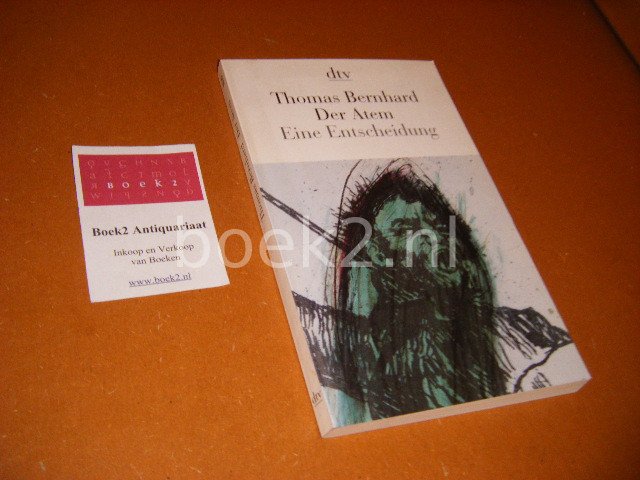 dtv
Thomas Bernhard
Der Atem
Eine Entscheidung
BOEK2
Boek2 Antiquariaat
Inkoop en Verkoop
van Boeken
www.boek2.nl
boek2.nl
dtv